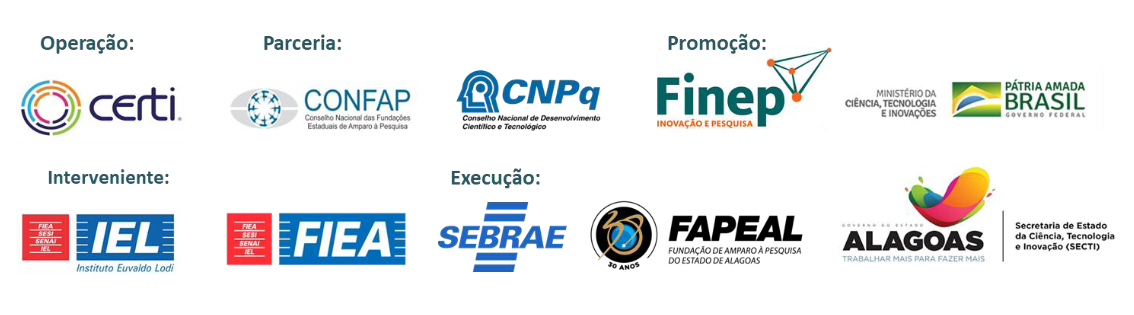 Operação:
Parceria:
Promoção:
CERTI
CONFAP
Conselho Nacional das Fundações
Estaduais de Amparo à Pesquisa
CNPq
Conselho Nacional de Desenvolvimento
Científico e Tecnológico
Finep
INOVAÇÃO E PESQUISA
MINISTÉRIO DA
CIÊNCIA, TECNOLOGIA
E INOVAÇÕES
PÁTRIA AMADA
BRASIL
GOVERNO FEDERAL
Interveniente:
Execução:
FIEA
SESI
SENAI
IEL
IEL
Instituto Euvaldo Lodi
FIEA
SESI
SENAI
IEL
FIEA
SEBRAE
30 ANOS
FAPEAL
FUNDAÇÃO DE AMPARO À PESQUISA
DO ESTADO DE ALAGOAS
GOVERNO DO ESTADO
ALAGOAS
TRABALHAR MAIS PARA FAZER MAIS
Secretaria de Estado
da Ciência, Tecnologia
e Inovação (SECTI)